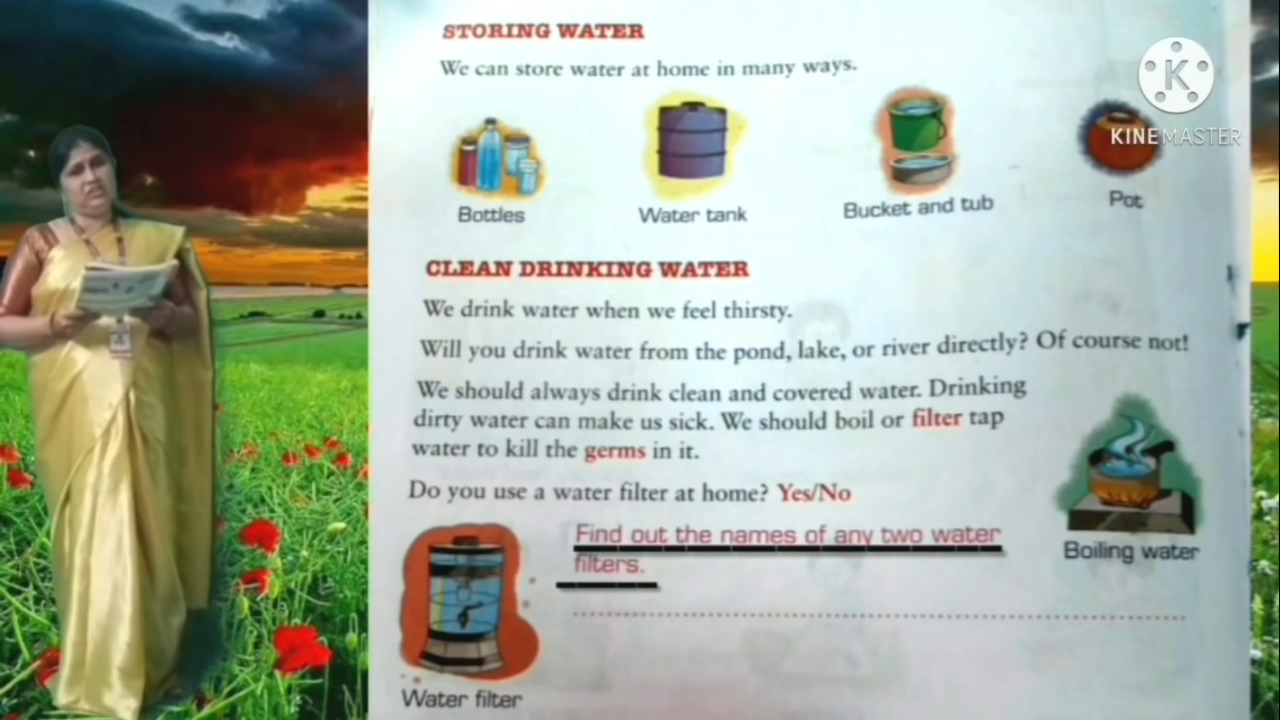 STORING WATER
We can store water at home in many ways.
KINEMASTER
Bottles
Water tank
Bucket and tub
Pot
CLEAN DRINKING WATER
We drink water when we feel thirsty.
Will you drink water from the pond, lake, or river directly? Of course not!
We should always drink clean and covered water. Drinking
dirty water can make us sick. We should boil or filter tap
water to kill the germs in it.
Do you use a water filter at home? Yes/No
Find out the names of any two water
filters.
Boiling water
Water filter